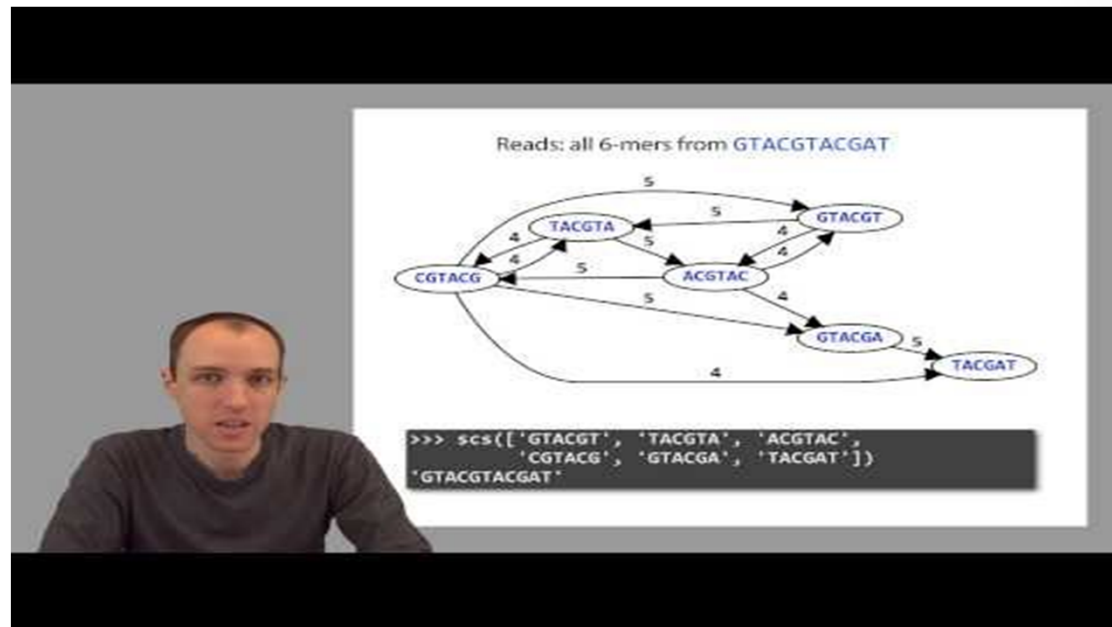 Reads: all 6-mers from GTACGTACGAT
5
5
GTACGT
TACGTA
4
5
4
4
4
CGTACG
5
ACGTAC
5
4
GTACGA
5
TACGAT
4
>>> scs(['GTACGT', 'TACGTA', 'ACGTAC',
'CGTACG', 'GTACGA', 'TACGAT'])
'GTACGTACGAT'